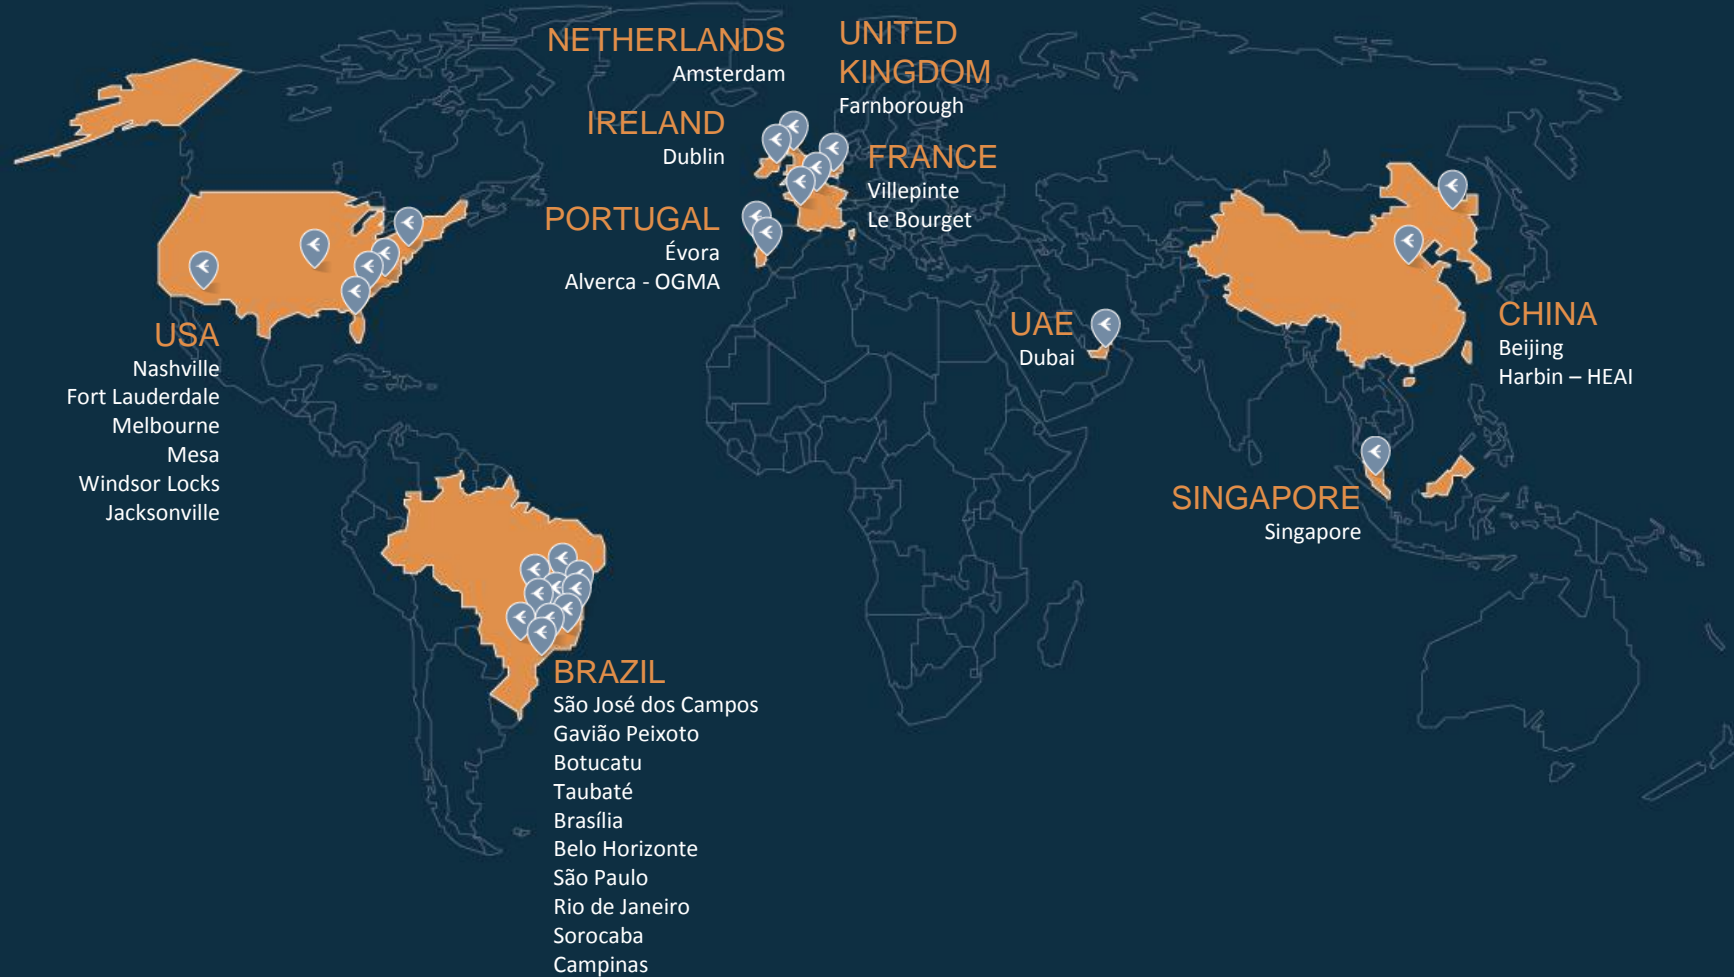 NETHERLANDS
Amsterdam
UNITED
KINGDOM
Farnborough
IRELAND
Dublin
FRANCE
Villepinte
Le Bourget
PORTUGAL
Évora
Alverca - OGMA
USA
Nashville
Fort Lauderdale
Melbourne
Mesa
Windsor Locks
Jacksonville
UAE
Dubai
CHINA
Beijing
Harbin – HEAI
SINGAPORE
Singapore
BRAZIL
São José dos Campos
Gavião Peixoto
Botucatu
Taubaté
Brasília
Belo Horizonte
São Paulo
Rio de Janeiro
Sorocaba
Campinas